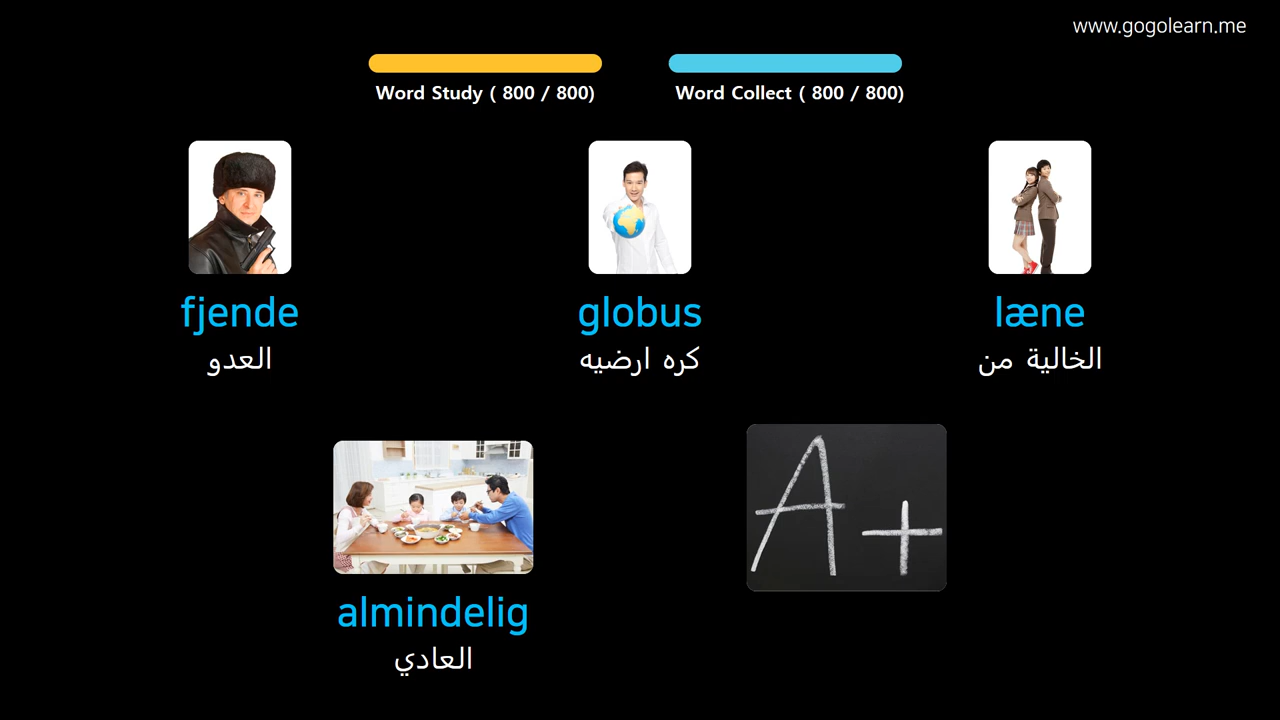 www.gogolearn.me
Word Study ( 800 / 800)
Word Collect ( 800 / 800)
fjende
العدو
globus
كره ارضيه
læne
الخالية من
almindelig
العادي
A+